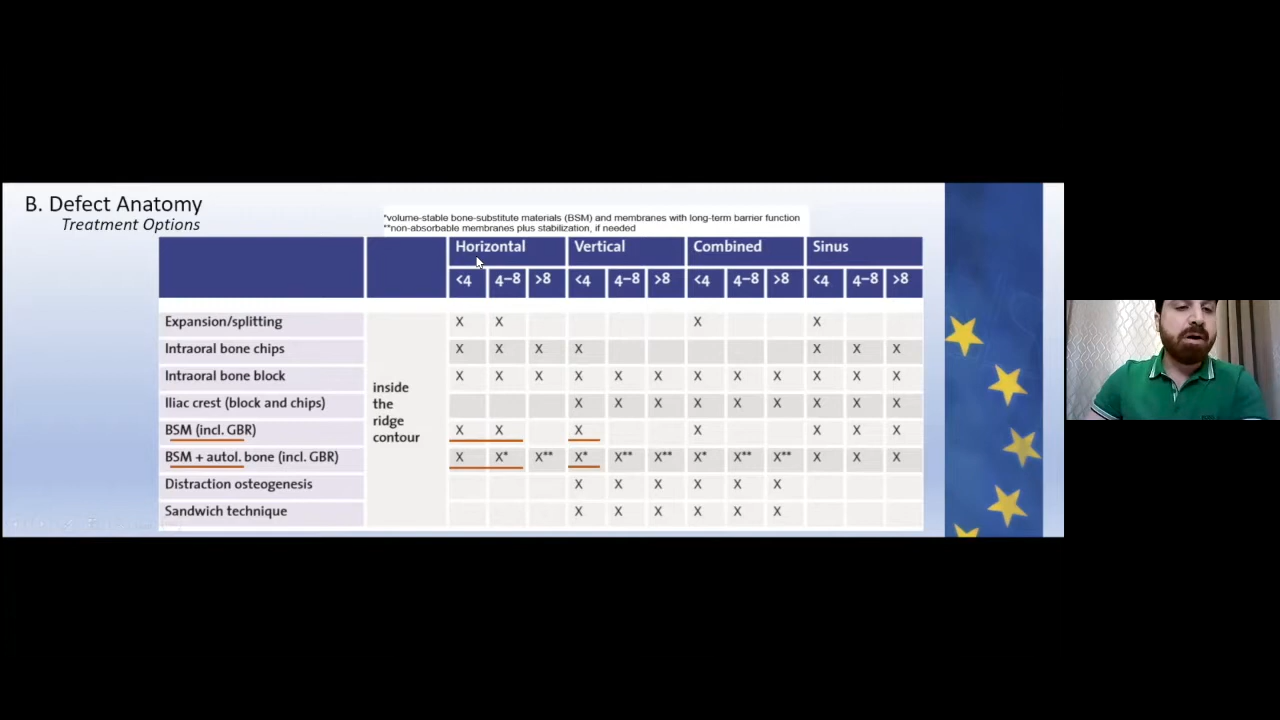 B. Defect Anatomy
Treatment Options
*volume-stable bone-substitute materials (BSM) and membranes with long-term barrier function
**non-absorbable membranes plus stabilization, if needed
Horizontal Vertical Combined Sinus
<4 4–8 >8 <4 4–8 >8 <4 4–8 >8 <4 4–8 >8
Expansion/splitting X X X X
Intraoral bone chips X X X X X X X
Intraoral bone block X X X X X X X X X X X X
inside
the
ridge
contour
Iliac crest (block and chips) X X X X X X X X X
BSM (incl. GBR) X X X X X X X
BSM + autol. bone (incl. GBR) X X* X** X* X** X** X* X** X** X X X
Distraction osteogenesis X X X X X X
Sandwich technique X X X X X X